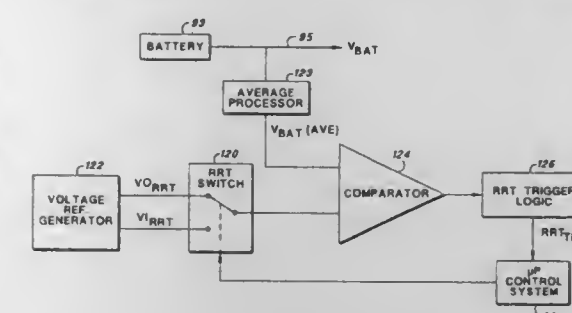 93
BATTERY
95
VBAT
123
AVERAGE
PROCESSOR
VBAT (AVE)
122
VOLTAGE
REF
GENERATOR
VORRT
VIRRT
120
RRT
SWITCH
124
COMPARATOR
126
RRT TRIGGER
LOGIC
μP
CONTROL
SYSTEM